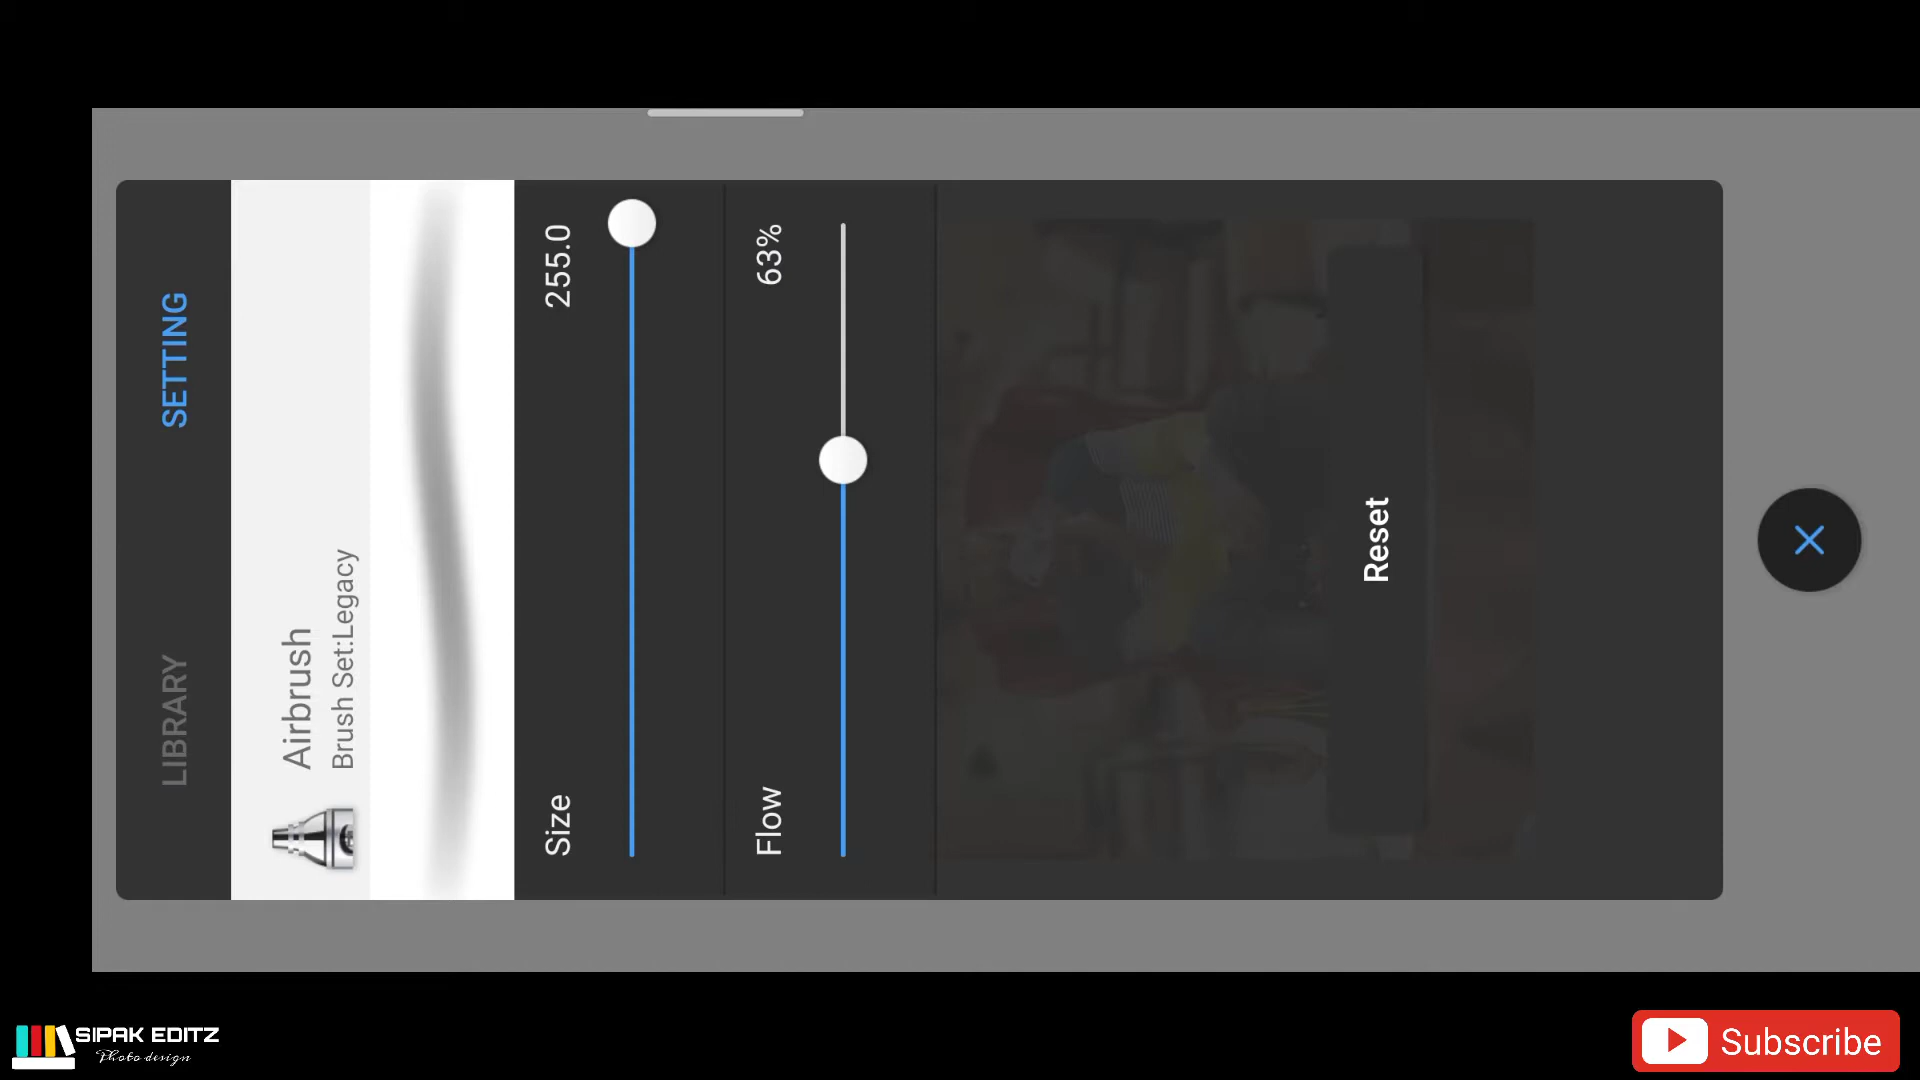 LIBRARY SETTING
Airbrush
Brush Set:Legacy
Size 255.0
Flow 63%
Reset
SIPAK EDITZ
Photo design
Subscribe